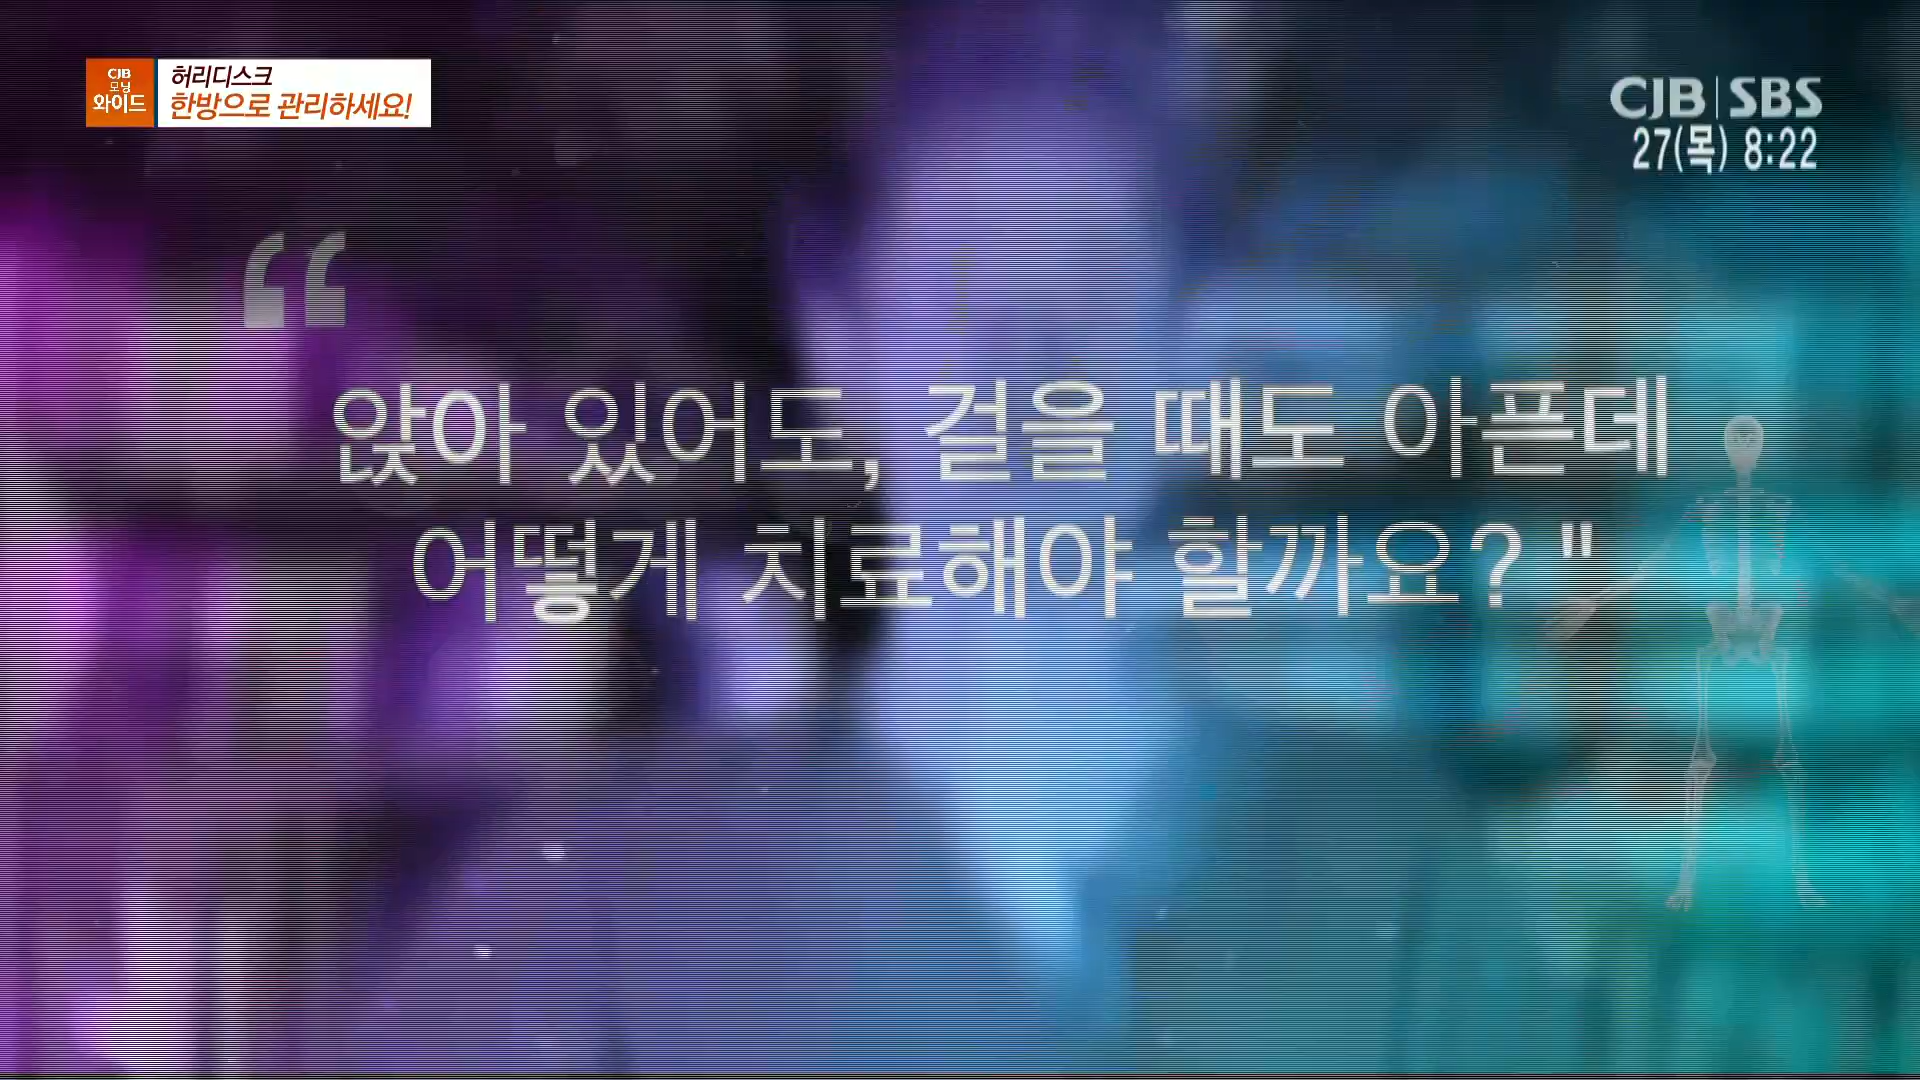 CJB
모닝
와이드
허리디스크
한방으로 관리하세요!
CJB SBS
27(목) 8:22
“
앉아 있어도, 걸을 때도 아픈데
어떻게 치료해야 할까요? "